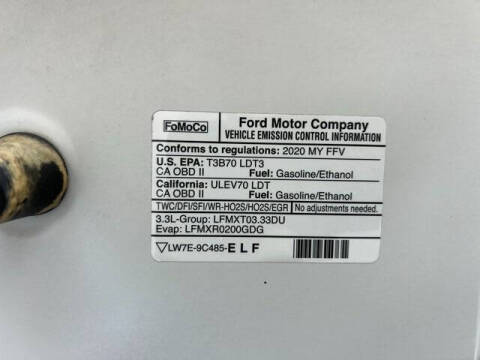 FoMoCo
Ford Motor Company
VEHICLE EMISSION CONTROL INFORMATION
Conforms to regulations: 2020 MY FFV
U.S. EPA: T3B70 LDT3
CA OBD II Fuel: Gasoline/Ethanol
California: ULEV70 LDT
CA OBD II Fuel: Gasoline/Ethanol
TWC/DFI/SFI/WR-HO2S/HO2S/EGR No adjustments needed.
3.3L-Group: LFMXT03.33DU
Evap: LFMXR0200GDG
LW7E-9C485-ELF